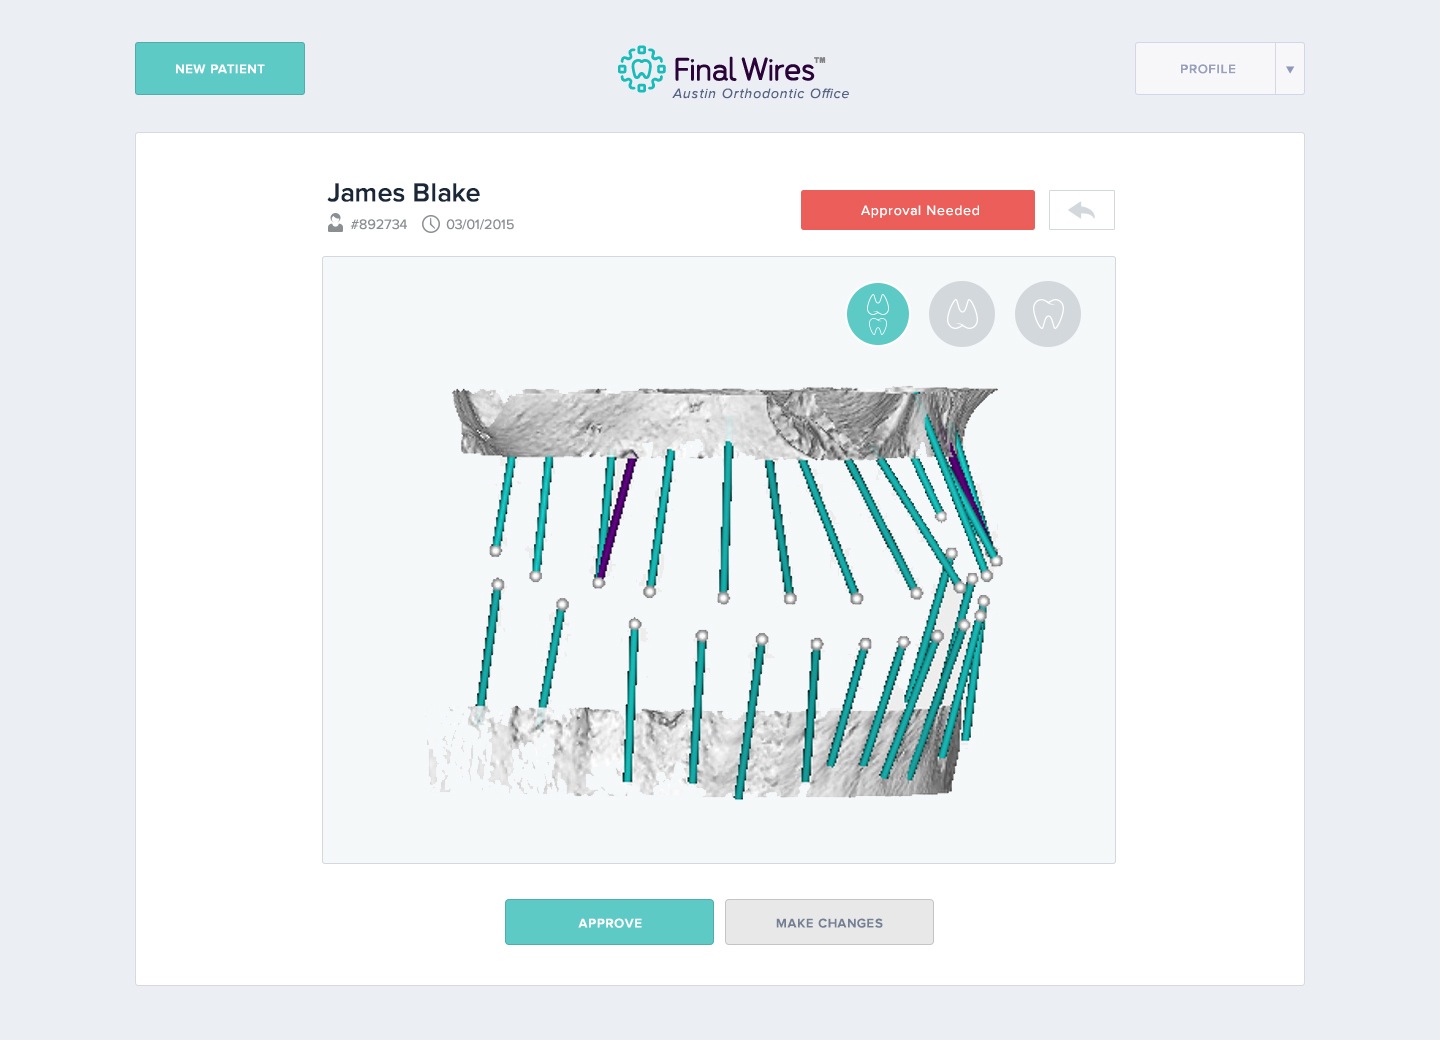 NEW PATIENT
Final Wires™
Austin Orthodontic Office
PROFILE
James Blake
#892734 03/01/2015
Approval Needed
APPROVE
MAKE CHANGES